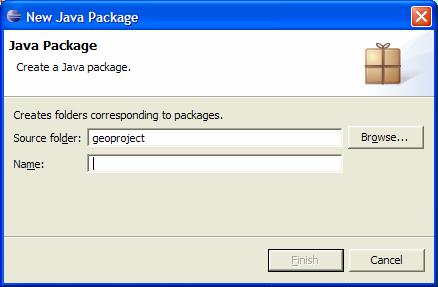 New Java Package
Java Package
Create a Java package.
Creates folders corresponding to packages.
Source folder: geoproject Browse...
Name:
Finish Cancel